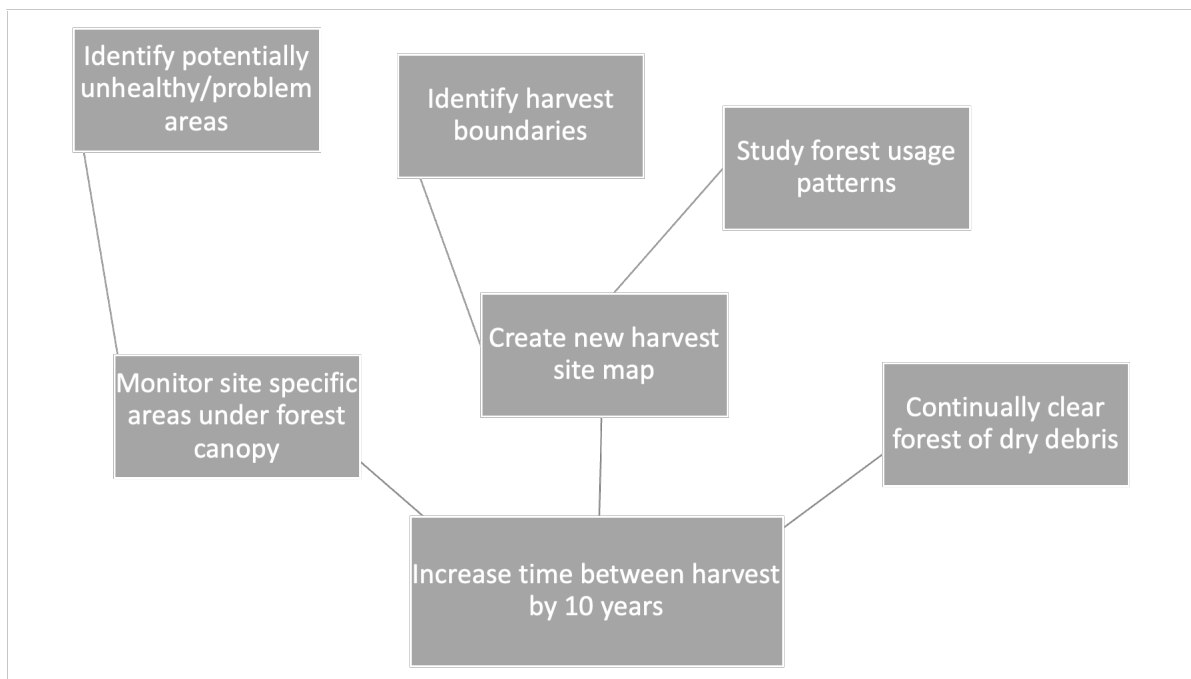 Identify potentially
unhealthy/problem
areas
Identify harvest
boundaries
Study forest usage
patterns
Create new harvest
site map
Monitor site specific
areas under forest
canopy
Continually clear
forest of dry debris
Increase time between harvest
by 10 years